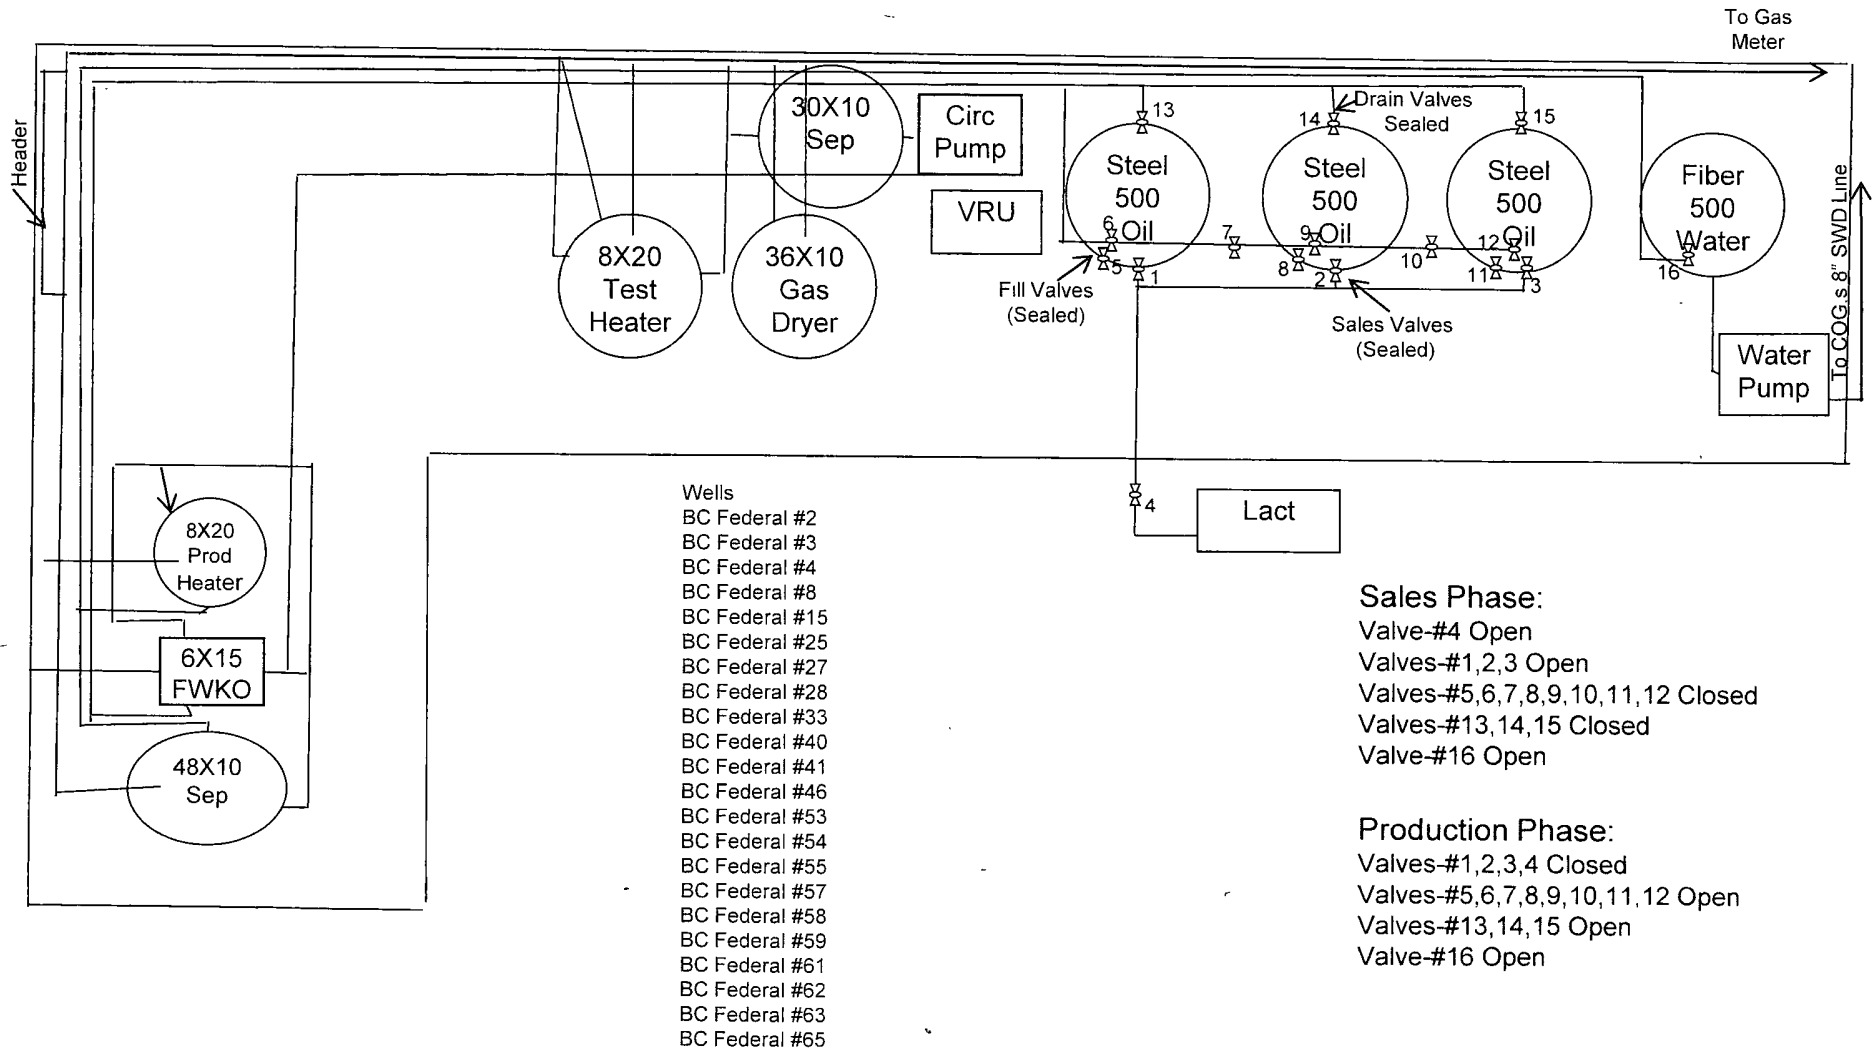 To Gas
Meter
Header
30X10
Sep
Circ
Pump
VRU
8X20
Test
Heater
36X10
Gas
Dryer
13
14
Drain Valves
Sealed
15
Steel
500
Oil
Steel
500
Oil
Steel
500
Oil
Fiber
500
Water
6
5
1
7
9
8
2
10
12
11
3
16
Fill Valves
(Sealed)
Sales Valves
(Sealed)
Water
Pump
To COG.s 8" SWD Line
4
Lact
8X20
Prod
Heater
6X15
FWKO
48X10
Sep
Wells
BC Federal #2
BC Federal #3
BC Federal #4
BC Federal #8
BC Federal #15
BC Federal #25
BC Federal #27
BC Federal #28
BC Federal #33
BC Federal #40
BC Federal #41
BC Federal #46
BC Federal #53
BC Federal #54
BC Federal #55
BC Federal #57
BC Federal #58
BC Federal #59
BC Federal #61
BC Federal #62
BC Federal #63
BC Federal #65
Sales Phase:
Valve-#4 Open
Valves-#1,2,3 Open
Valves-#5,6,7,8,9,10,11,12 Closed
Valves-#13,14,15 Closed
Valve-#16 Open
Production Phase:
Valves-#1,2,3,4 Closed
Valves-#5,6,7,8,9,10,11,12 Open
Valves-#13,14,15 Open
Valve-#16 Open